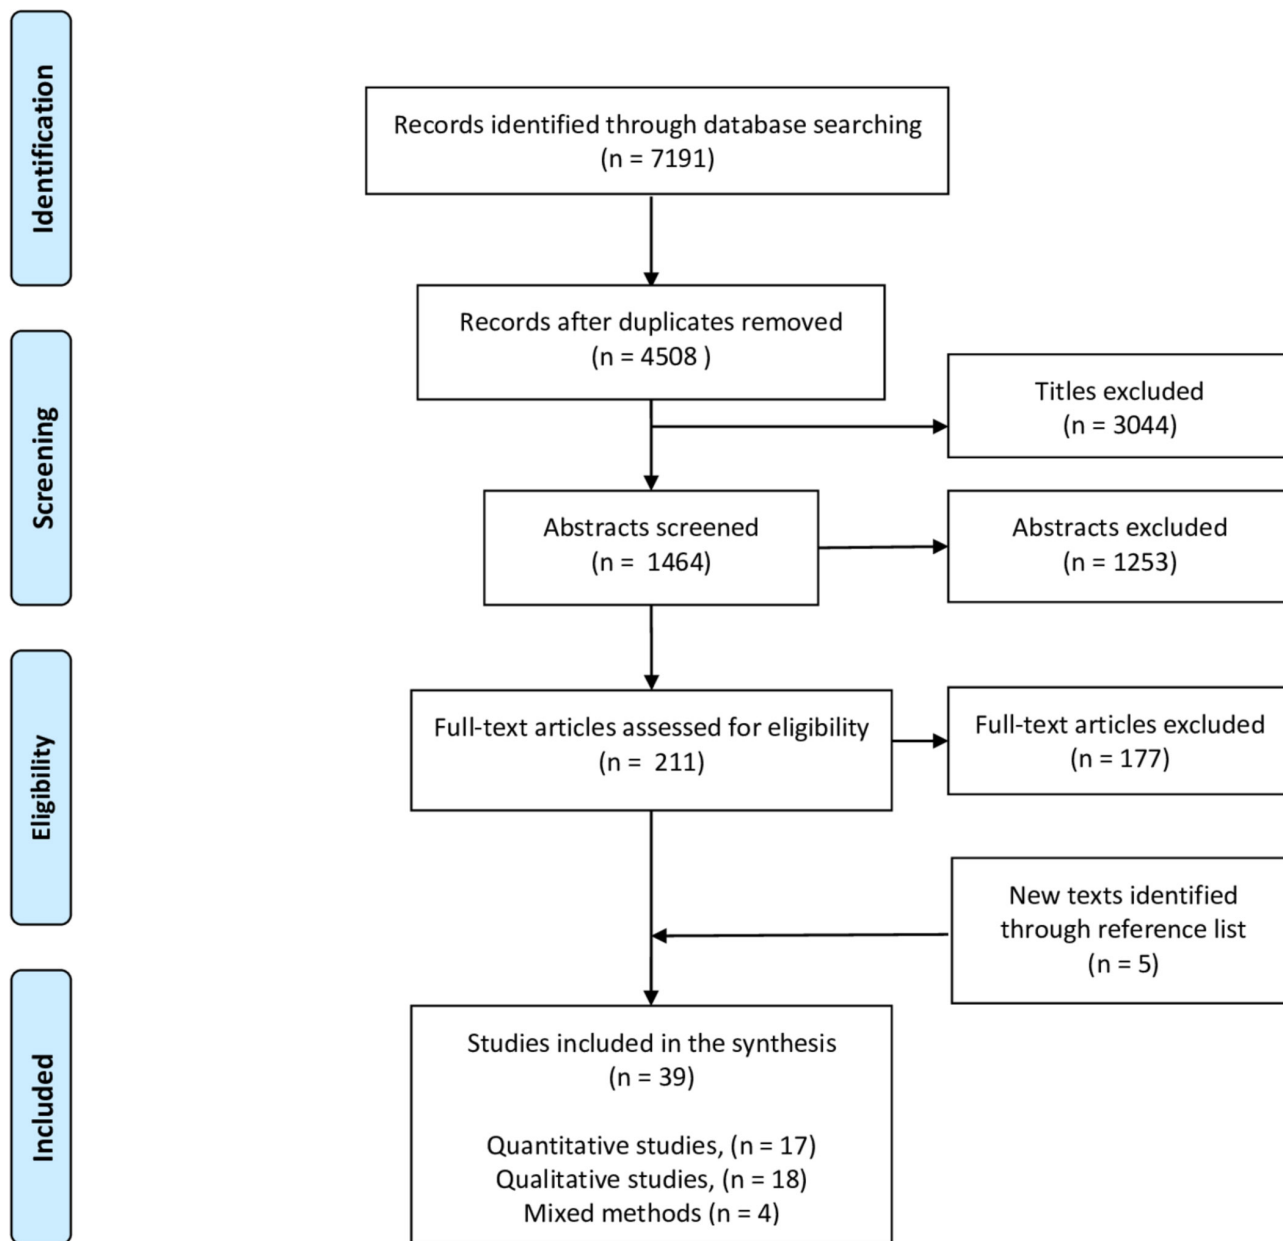 Identification
Records identified through database searching
(n = 7191)
Records after duplicates removed
(n = 4508 )
Screening
Titles excluded
(n = 3044)
Abstracts screened
(n =  1464)
Abstracts excluded
(n = 1253)
Eligibility
Full-text articles assessed for eligibility
(n =  211)
Full-text articles excluded
(n = 177)
New texts identified
through reference list
(n = 5)
Included
Studies included in the synthesis
(n = 39)
Quantitative studies, (n = 17)
Qualitative studies, (n = 18)
Mixed methods (n = 4)